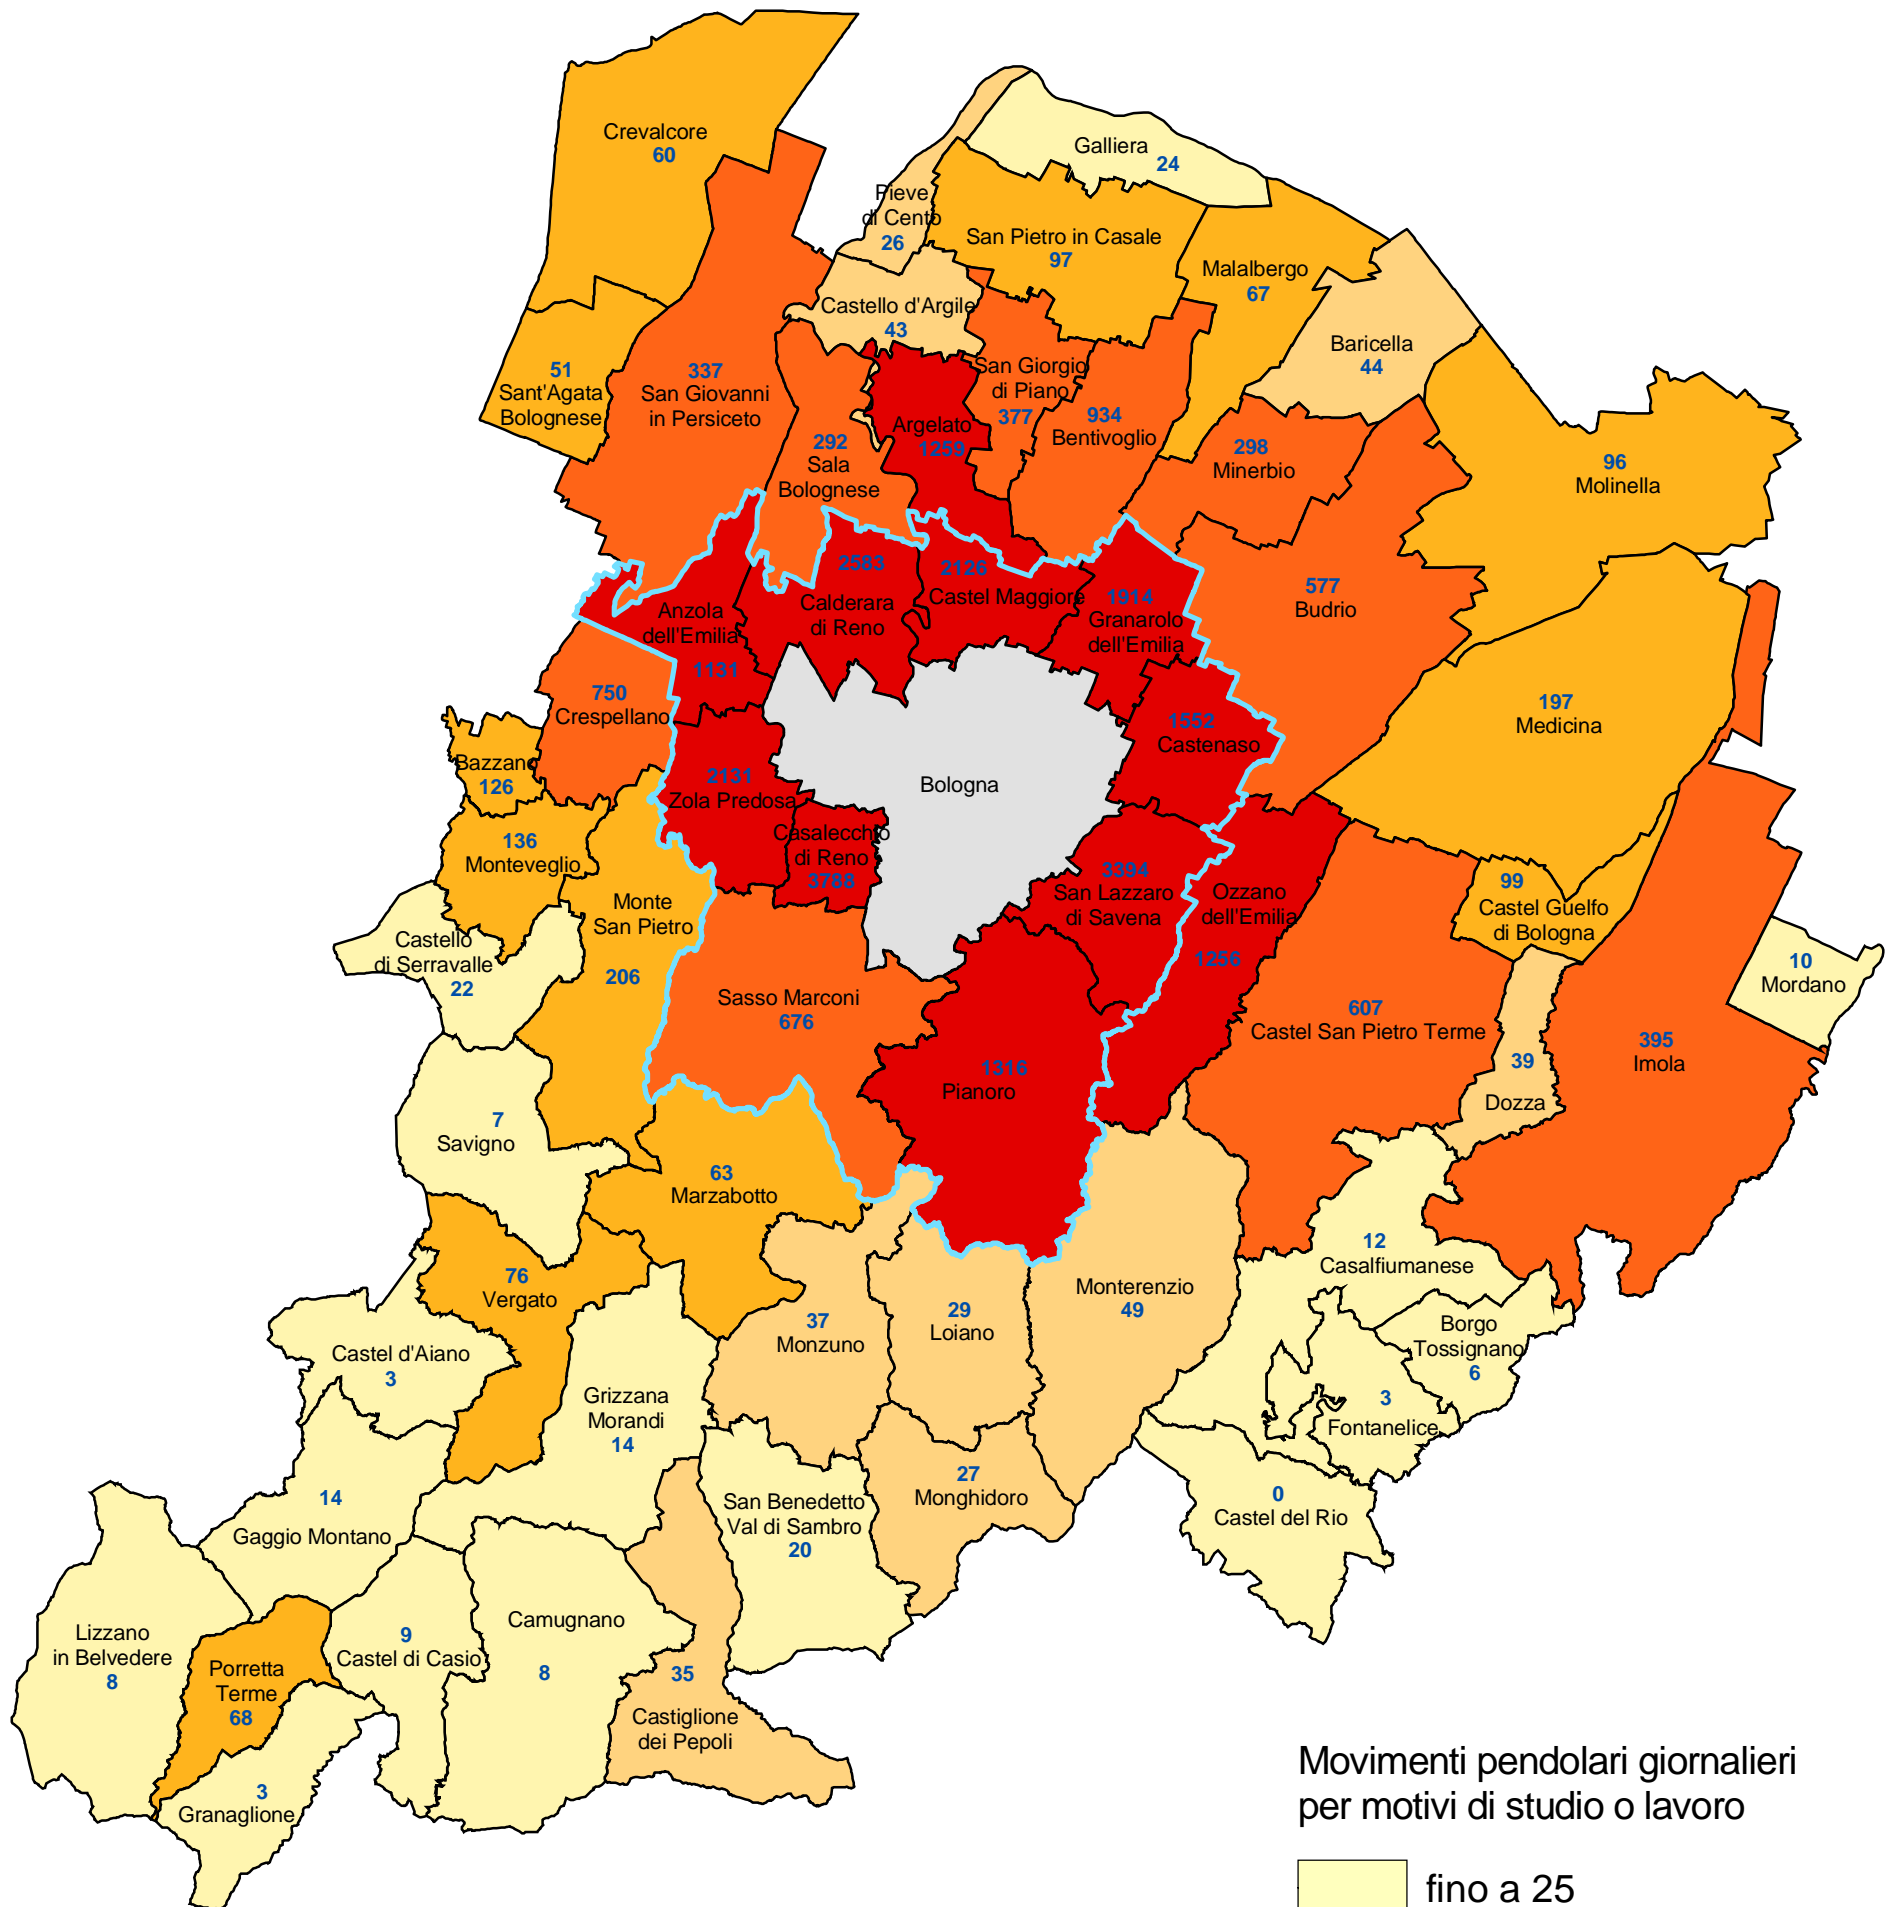 Crevalcore
60
Galliera
24
Pieve
di Cento
26
San Pietro in Casale
97
Malalbergo
67
Castello d'Argile
43
Baricella
44
51
Sant'Agata
Bolognese
337
San Giovanni
in Persiceto
San Giorgio
di Piano
377
934
Bentivoglio
Argelato
1259
292
Sala
Bolognese
298
Minerbio
96
Molinella
2583
Calderara
di Reno
2126
Castel Maggiore
1914
Granarolo
dell'Emilia
577
Budrio
Anzola
dell'Emilia
1131
750
Crespellano
197
Medicina
1552
Castenaso
Bazzano
126
2131
Zola Predosa
Bologna
136
Monteveglio
Casalecchio
di Reno
3788
3394
San Lazzaro
di Savena
Ozzano
dell'Emilia
1256
99
Castel Guelfo
di Bologna
Monte
San Pietro
206
Castello
di Serravalle
22
10
Mordano
Sasso Marconi
676
607
Castel San Pietro Terme
395
Imola
39
Dozza
1316
Pianoro
7
Savigno
63
Marzabotto
12
Casalfiumanese
76
Vergato
Monterenzio
49
37
Monzuno
29
Loiano
Borgo
Tossignano
6
Castel d'Aiano
3
Grizzana
Morandi
14
3
Fontanelice
14
Gaggio Montano
San Benedetto
Val di Sambro
20
27
Monghidoro
0
Castel del Rio
Lizzano
in Belvedere
8
Porretta
Terme
68
9
Castel di Casio
Camugnano
8
35
Castiglione
dei Pepoli
3
Granaglione
Movimenti pendolari giornalieri
per motivi di studio o lavoro
fino a 25